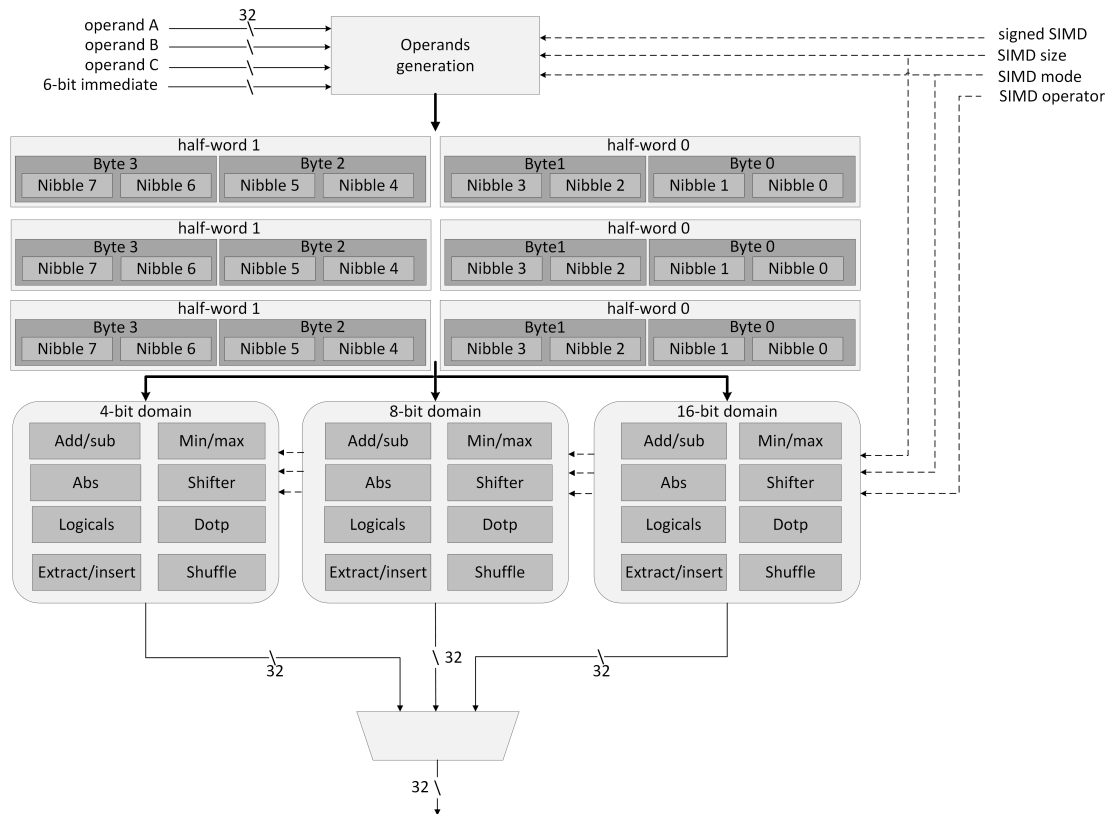 operand A
32
operand B
operand C
6-bit immediate
Operands
generation
signed SIMD
SIMD size
SIMD mode
SIMD operator
half-word 1
half-word 0
Byte 3
Byte 2
Byte1
Byte 0
Nibble 7
Nibble 6
Nibble 5
Nibble 4
Nibble 3
Nibble 2
Nibble 1
Nibble 0
half-word 1
half-word 0
Byte 3
Byte 2
Byte1
Byte 0
Nibble 7
Nibble 6
Nibble 5
Nibble 4
Nibble 3
Nibble 2
Nibble 1
Nibble 0
half-word 1
half-word 0
Byte 3
Byte 2
Byte1
Byte 0
Nibble 7
Nibble 6
Nibble 5
Nibble 4
Nibble 3
Nibble 2
Nibble 1
Nibble 0
4-bit domain
Add/sub
Min/max
Abs
Shifter
Logicals
Dotp
Extract/insert
Shuffle
8-bit domain
Add/sub
Min/max
Abs
Shifter
Logicals
Dotp
Extract/insert
Shuffle
16-bit domain
Add/sub
Min/max
Abs
Shifter
Logicals
Dotp
Extract/insert
Shuffle
32
32
32
32